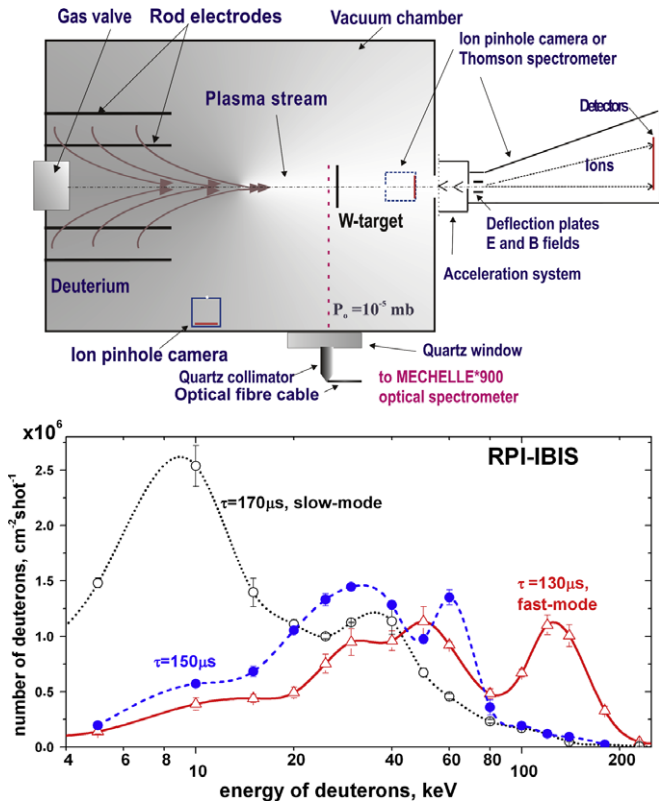 Gas valve
Rod electrodes
Vacuum chamber
Ion pinhole camera or
Thomson spectrometer
Plasma stream
Detectors
Ions
W-target
Deflection plates
E and B fields
Deuterium
Acceleration system
P₀ =10⁻⁵ mb
Ion pinhole camera
Quartz window
Quartz collimator
Optical fibre cable
to MECHELLE*900
optical spectrometer
×10⁶
RPI-IBIS
2.5
2.0
1.5
1.0
0.5
0.0
number of deuterons, cm⁻²shot⁻¹
τ=170μs, slow-mode
τ =130μs,
fast-mode
τ=150μs
4 6 8 10 20 40 60 80 100 200
energy of deuterons, keV